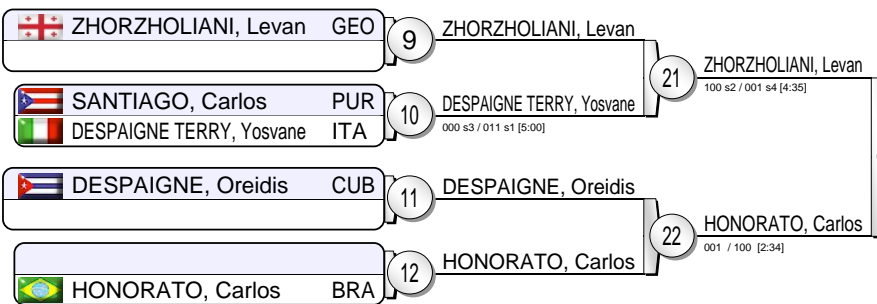 ZHORZHOLIANI, Levan GEO
9
ZHORZHOLIANI, Levan
21
ZHORZHOLIANI, Levan
100 s2 / 001 s4 [4:35]
SANTIAGO, Carlos PUR
DESPAIGNE TERRY, Yosvane ITA
10
DESPAIGNE TERRY, Yosvane
000 s3 / 011 s1 [5:00]
DESPAIGNE, Oreidis CUB
11
DESPAIGNE, Oreidis
22
HONORATO, Carlos
001 / 100 [2:34]
12
HONORATO, Carlos
HONORATO, Carlos BRA